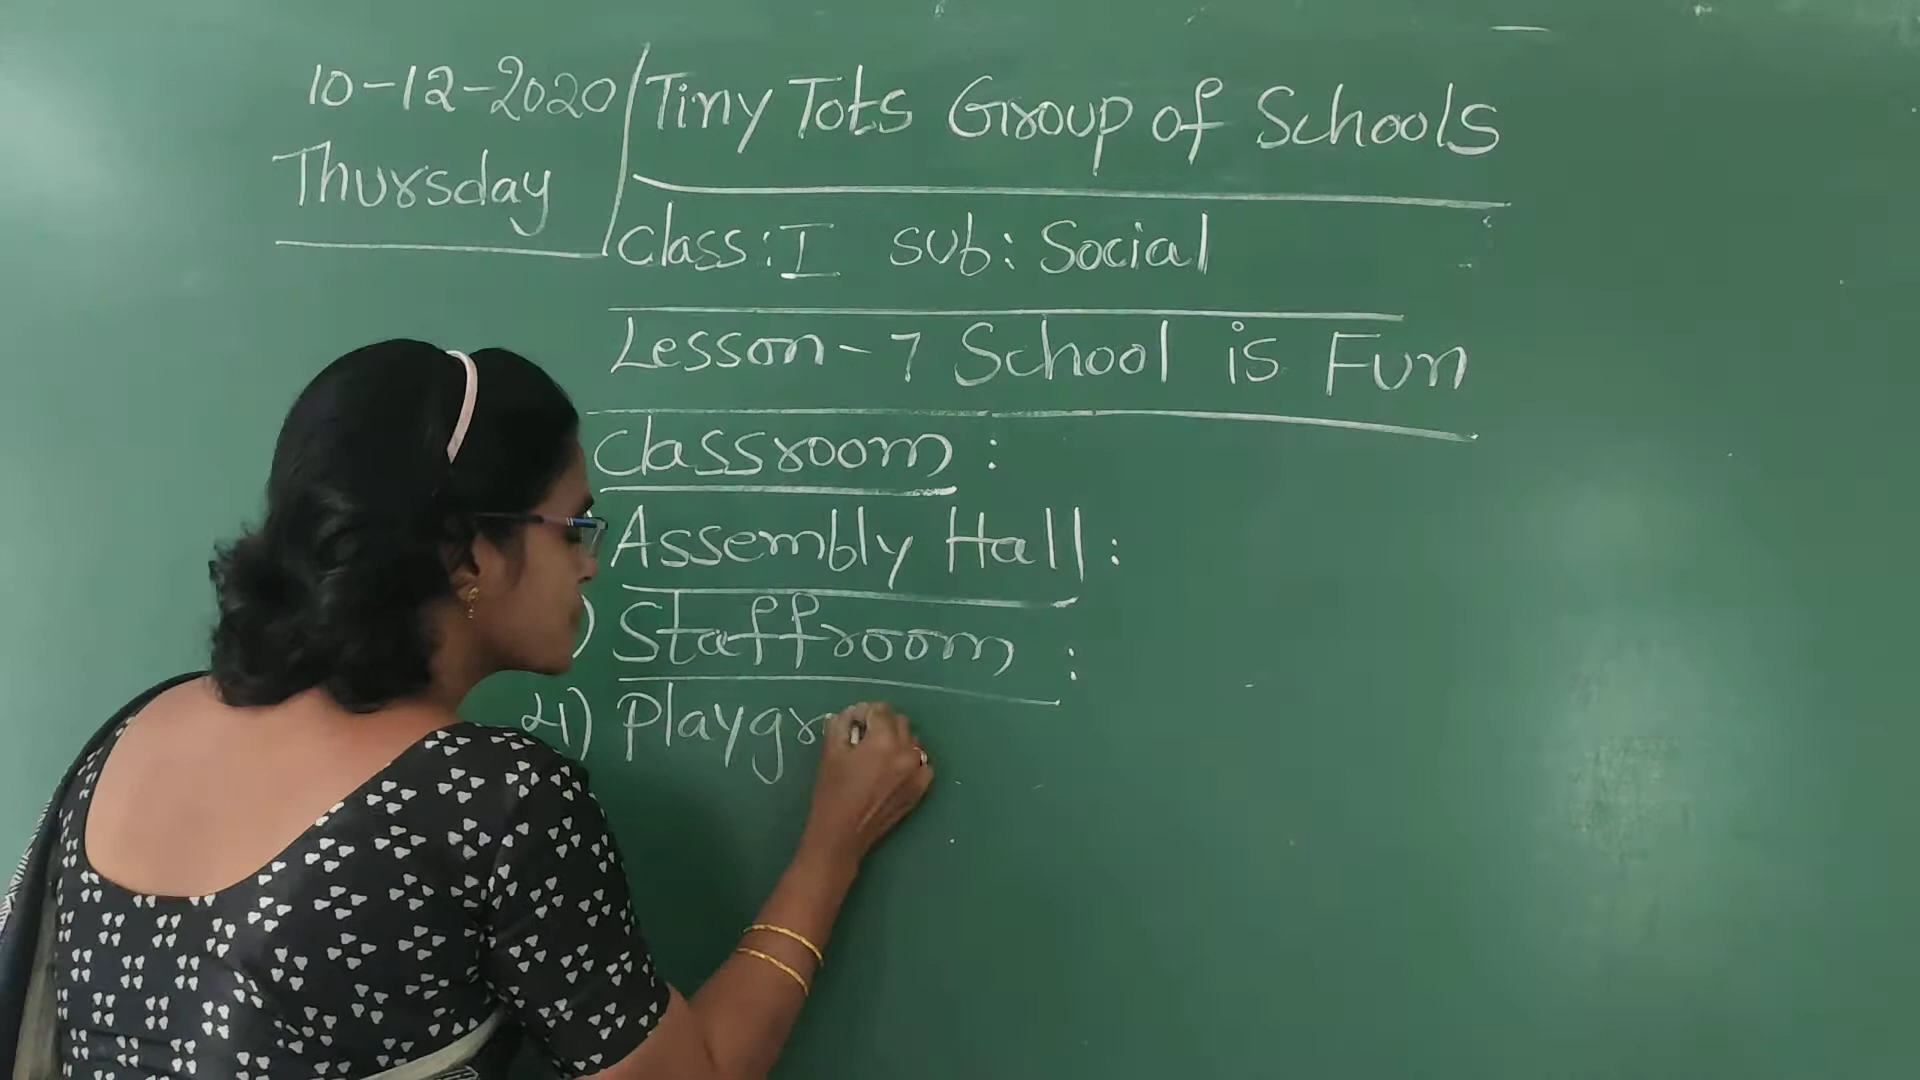 10-12-2020
Thursday
Tiny Tots Group of Schools
Class: I Sub: Social
Lesson-7 School is Fun
Classroom :
Assembly Hall :
) Staffroom :
4) Playgr